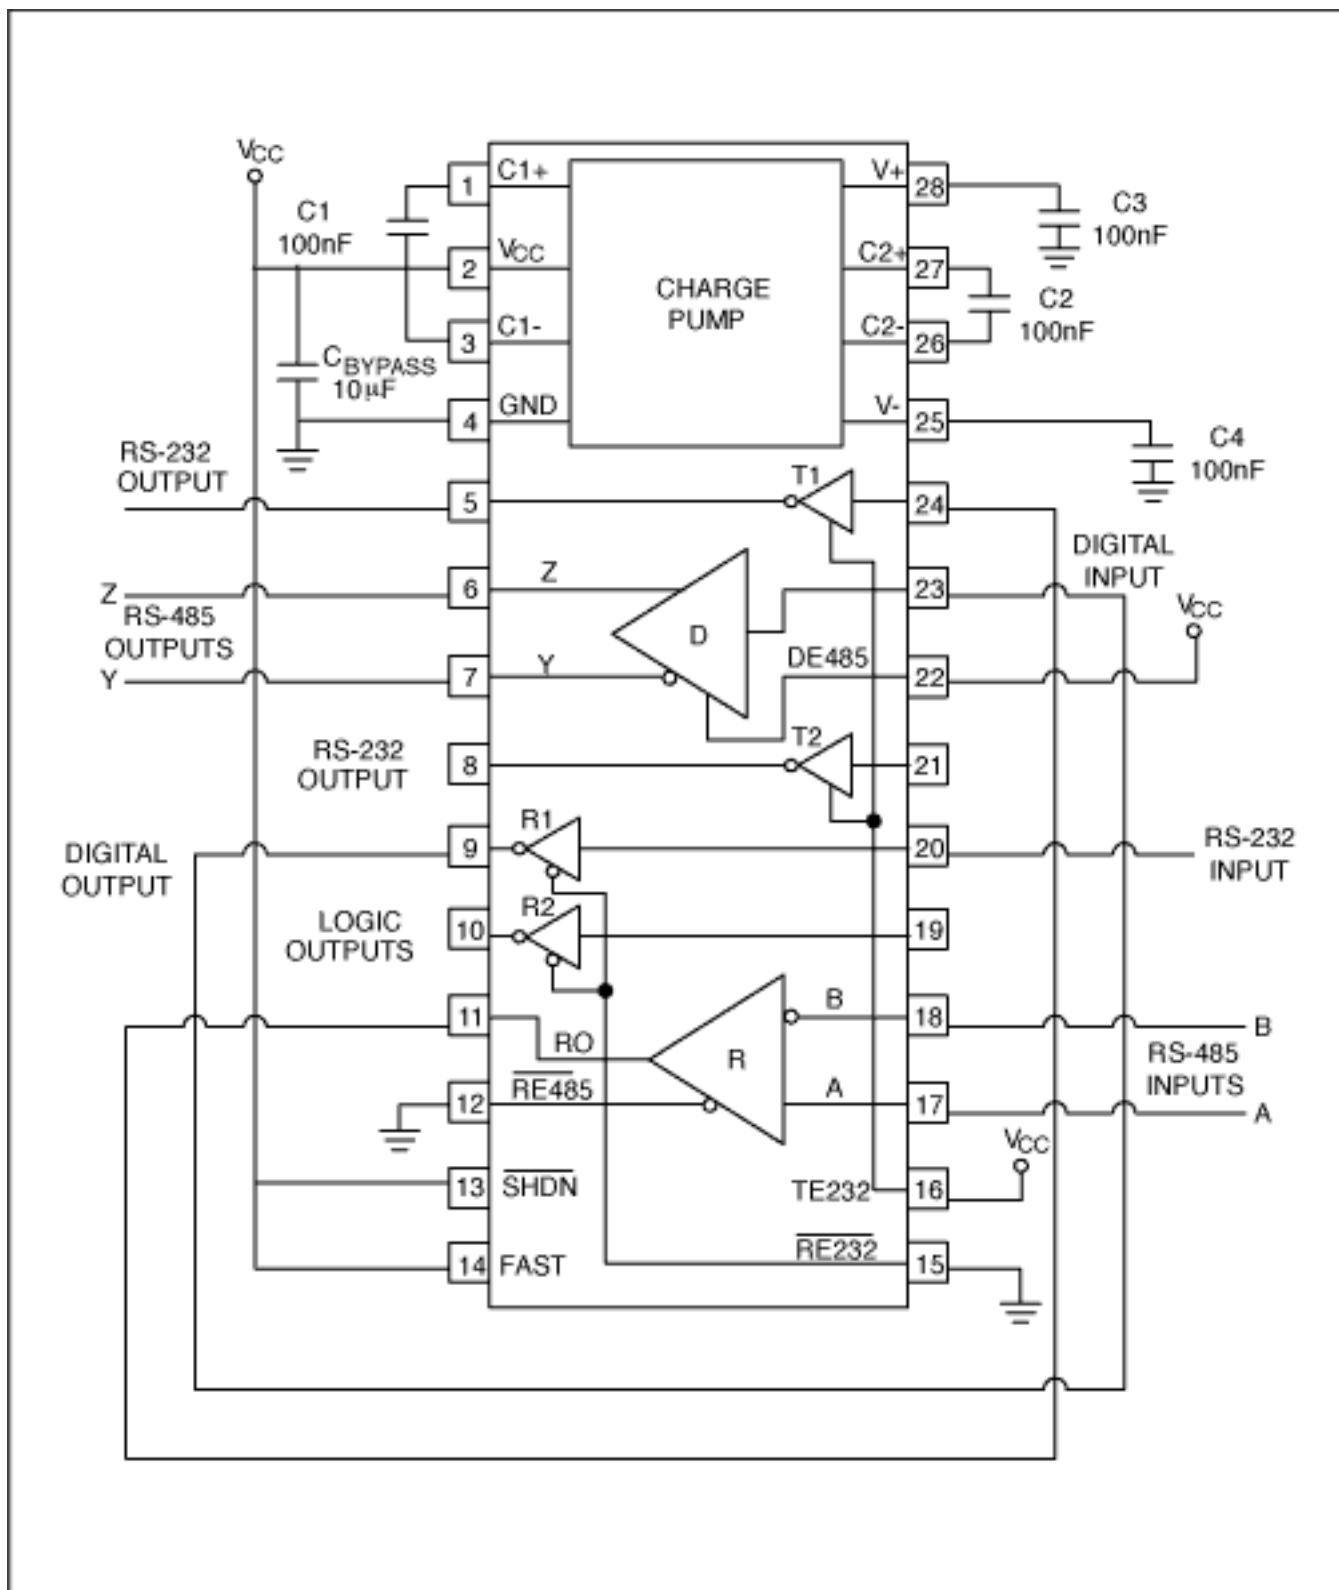 VCC
1
C1+
V+
28
C1
100nF
C3
100nF
2
VCC
C2+
27
CHARGE
PUMP
C2
100nF
3
C1-
C2-
26
CBYPASS
10µF
4
GND
V-
25
C4
100nF
RS-232
OUTPUT
5
T1
24
DIGITAL
INPUT
Z
6
Z
23
VCC
RS-485
OUTPUTS
D
Y
7
Y
DE485
22
RS-232
OUTPUT
8
T2
21
DIGITAL
OUTPUT
9
R1
20
RS-232
INPUT
LOGIC
OUTPUTS
10
R2
19
11
RO
R
B
18
B
RS-485
INPUTS
12
RE485
A
17
A
VCC
13
SHDN
TE232
16
14
FAST
RE232
15